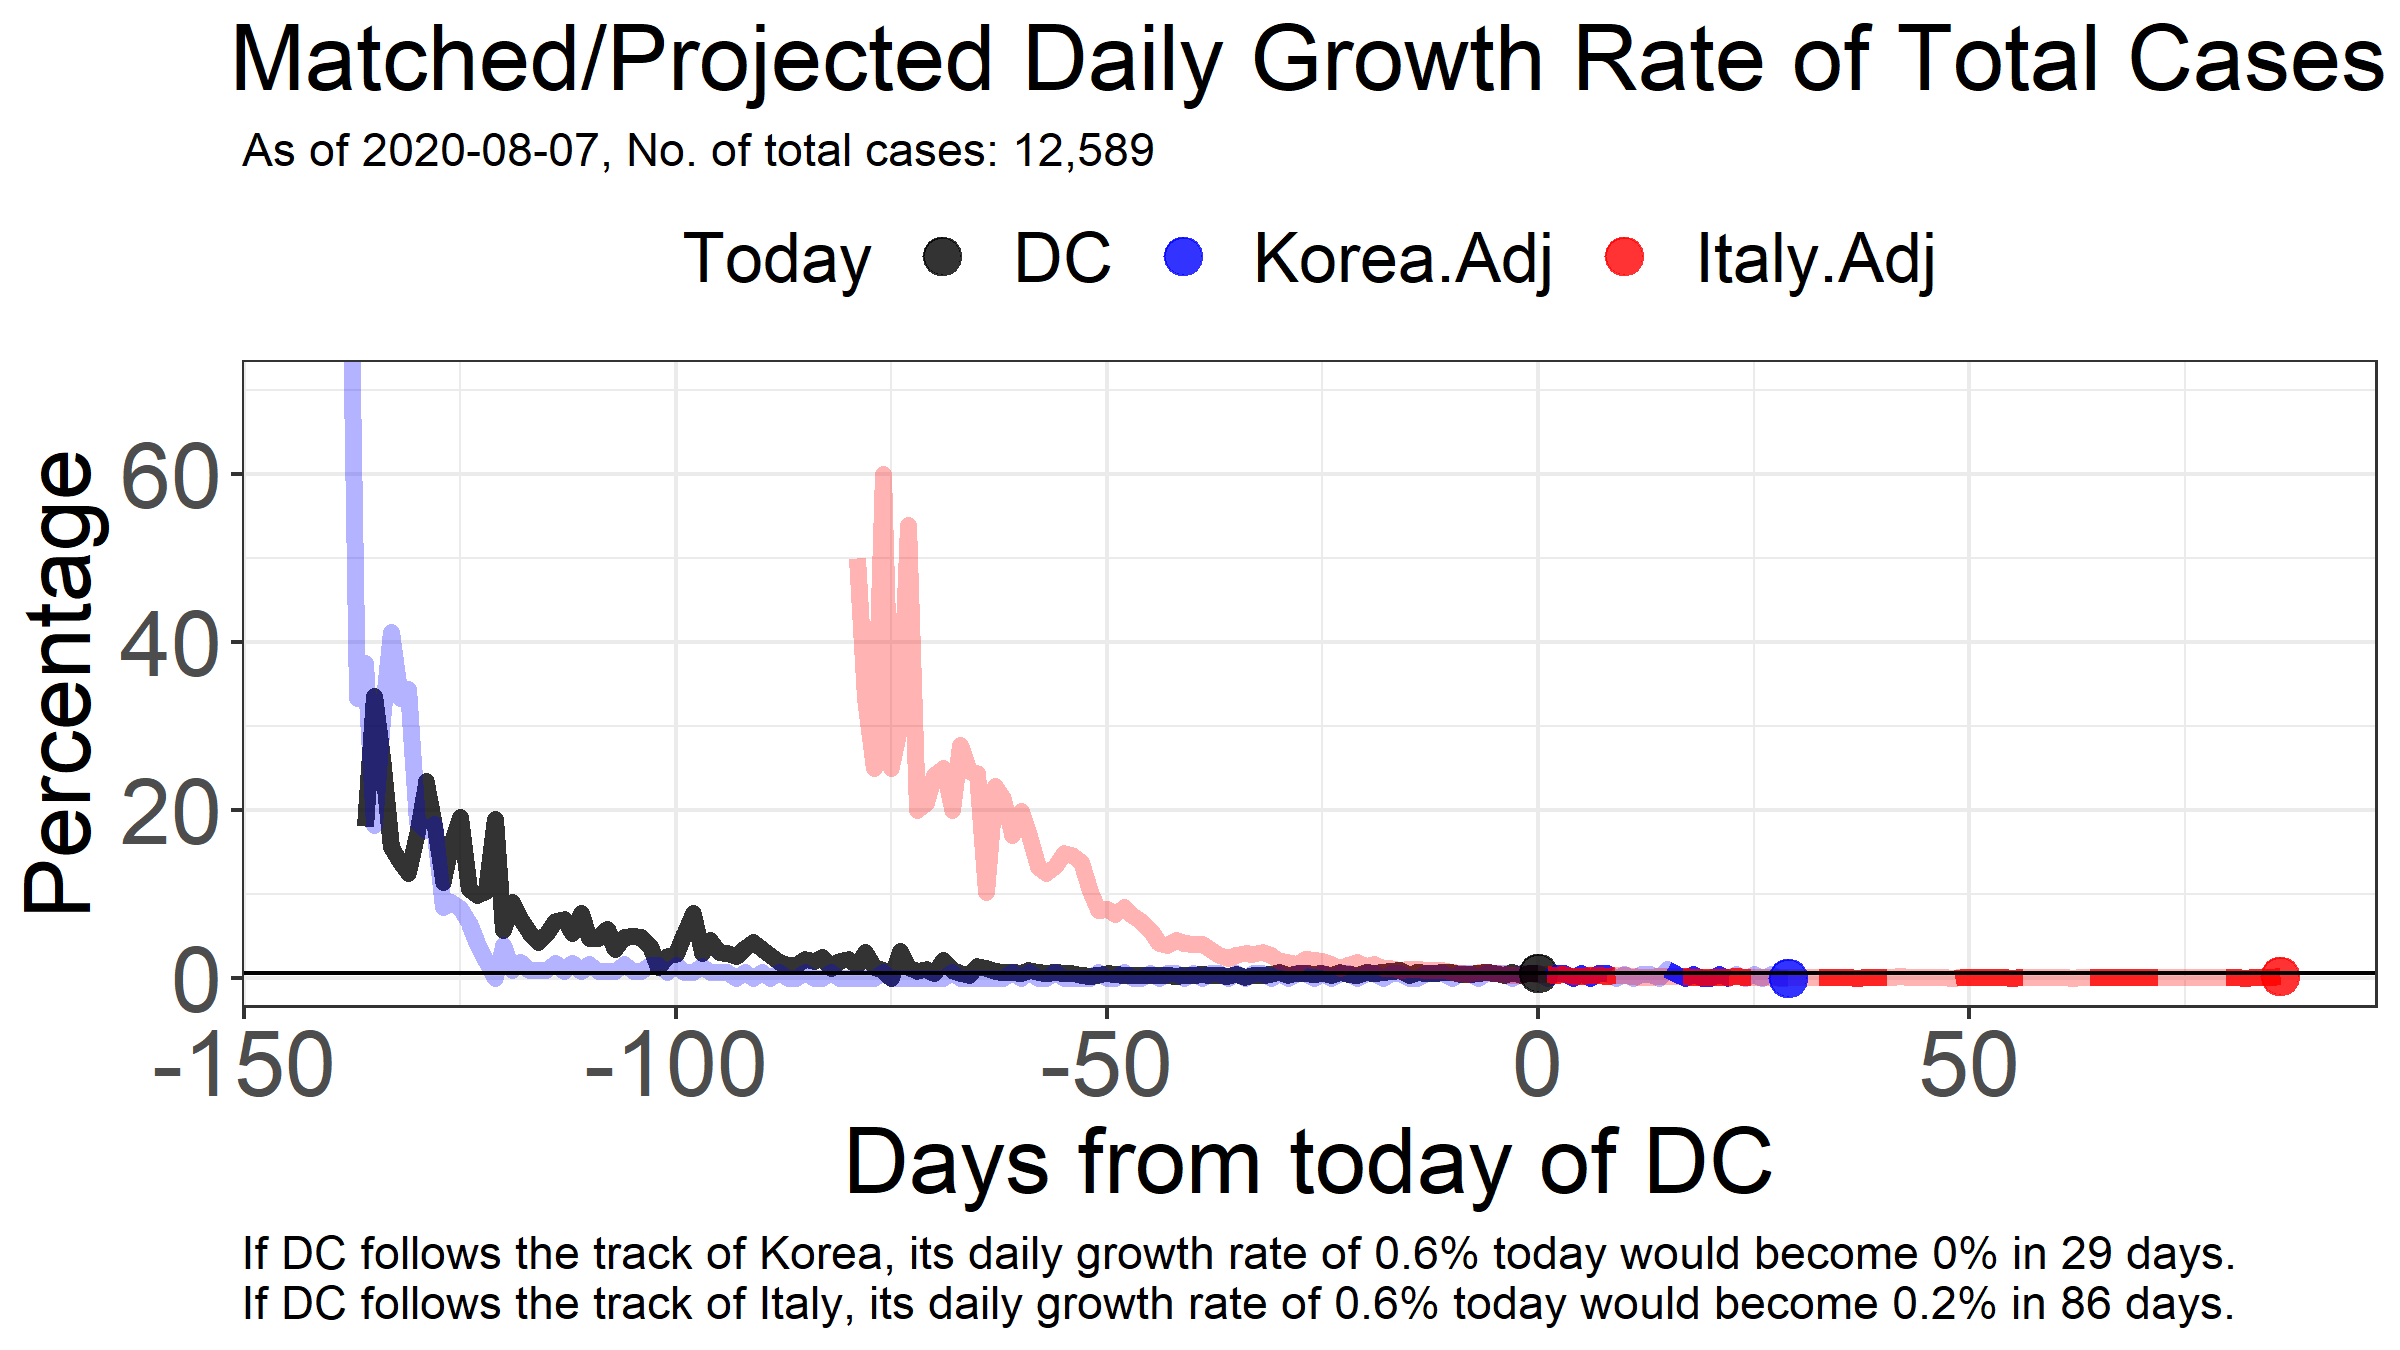 Matched/Projected Daily Growth Rate of Total Cases
As of 2020-08-07, No. of total cases: 12,589
Today DC Korea.Adj Italy.Adj
Percentage
60
40
20
0
-150 -100 -50 0 50
Days from today of DC
If DC follows the track of Korea, its daily growth rate of 0.6% today would become 0% in 29 days.
If DC follows the track of Italy, its daily growth rate of 0.6% today would become 0.2% in 86 days.